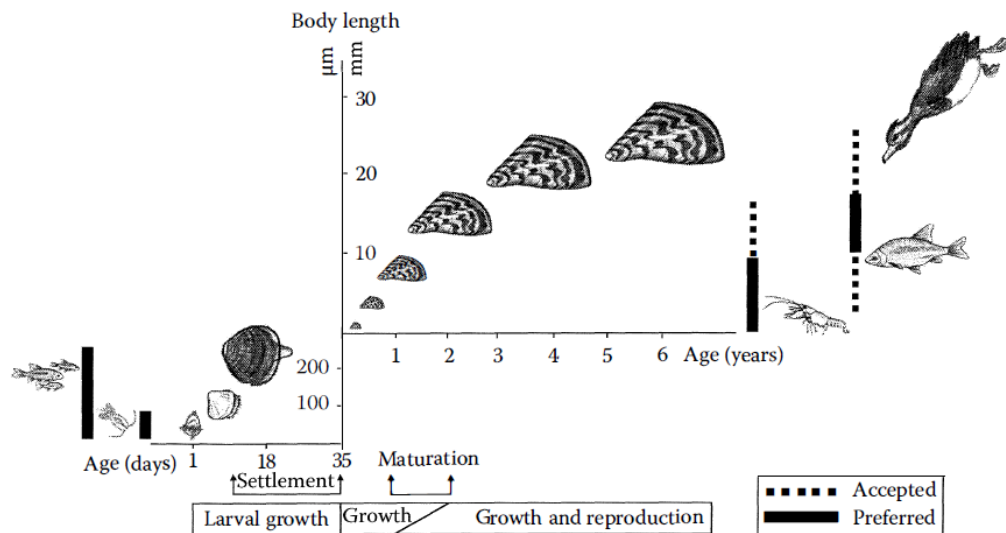 Body length
µm mm
30
20
10
1 2 3 4 5 6 Age (years)
200
100
Age (days) 1 18 35
Settlement
Maturation
Larval growth Growth Growth and reproduction
Accepted
Preferred